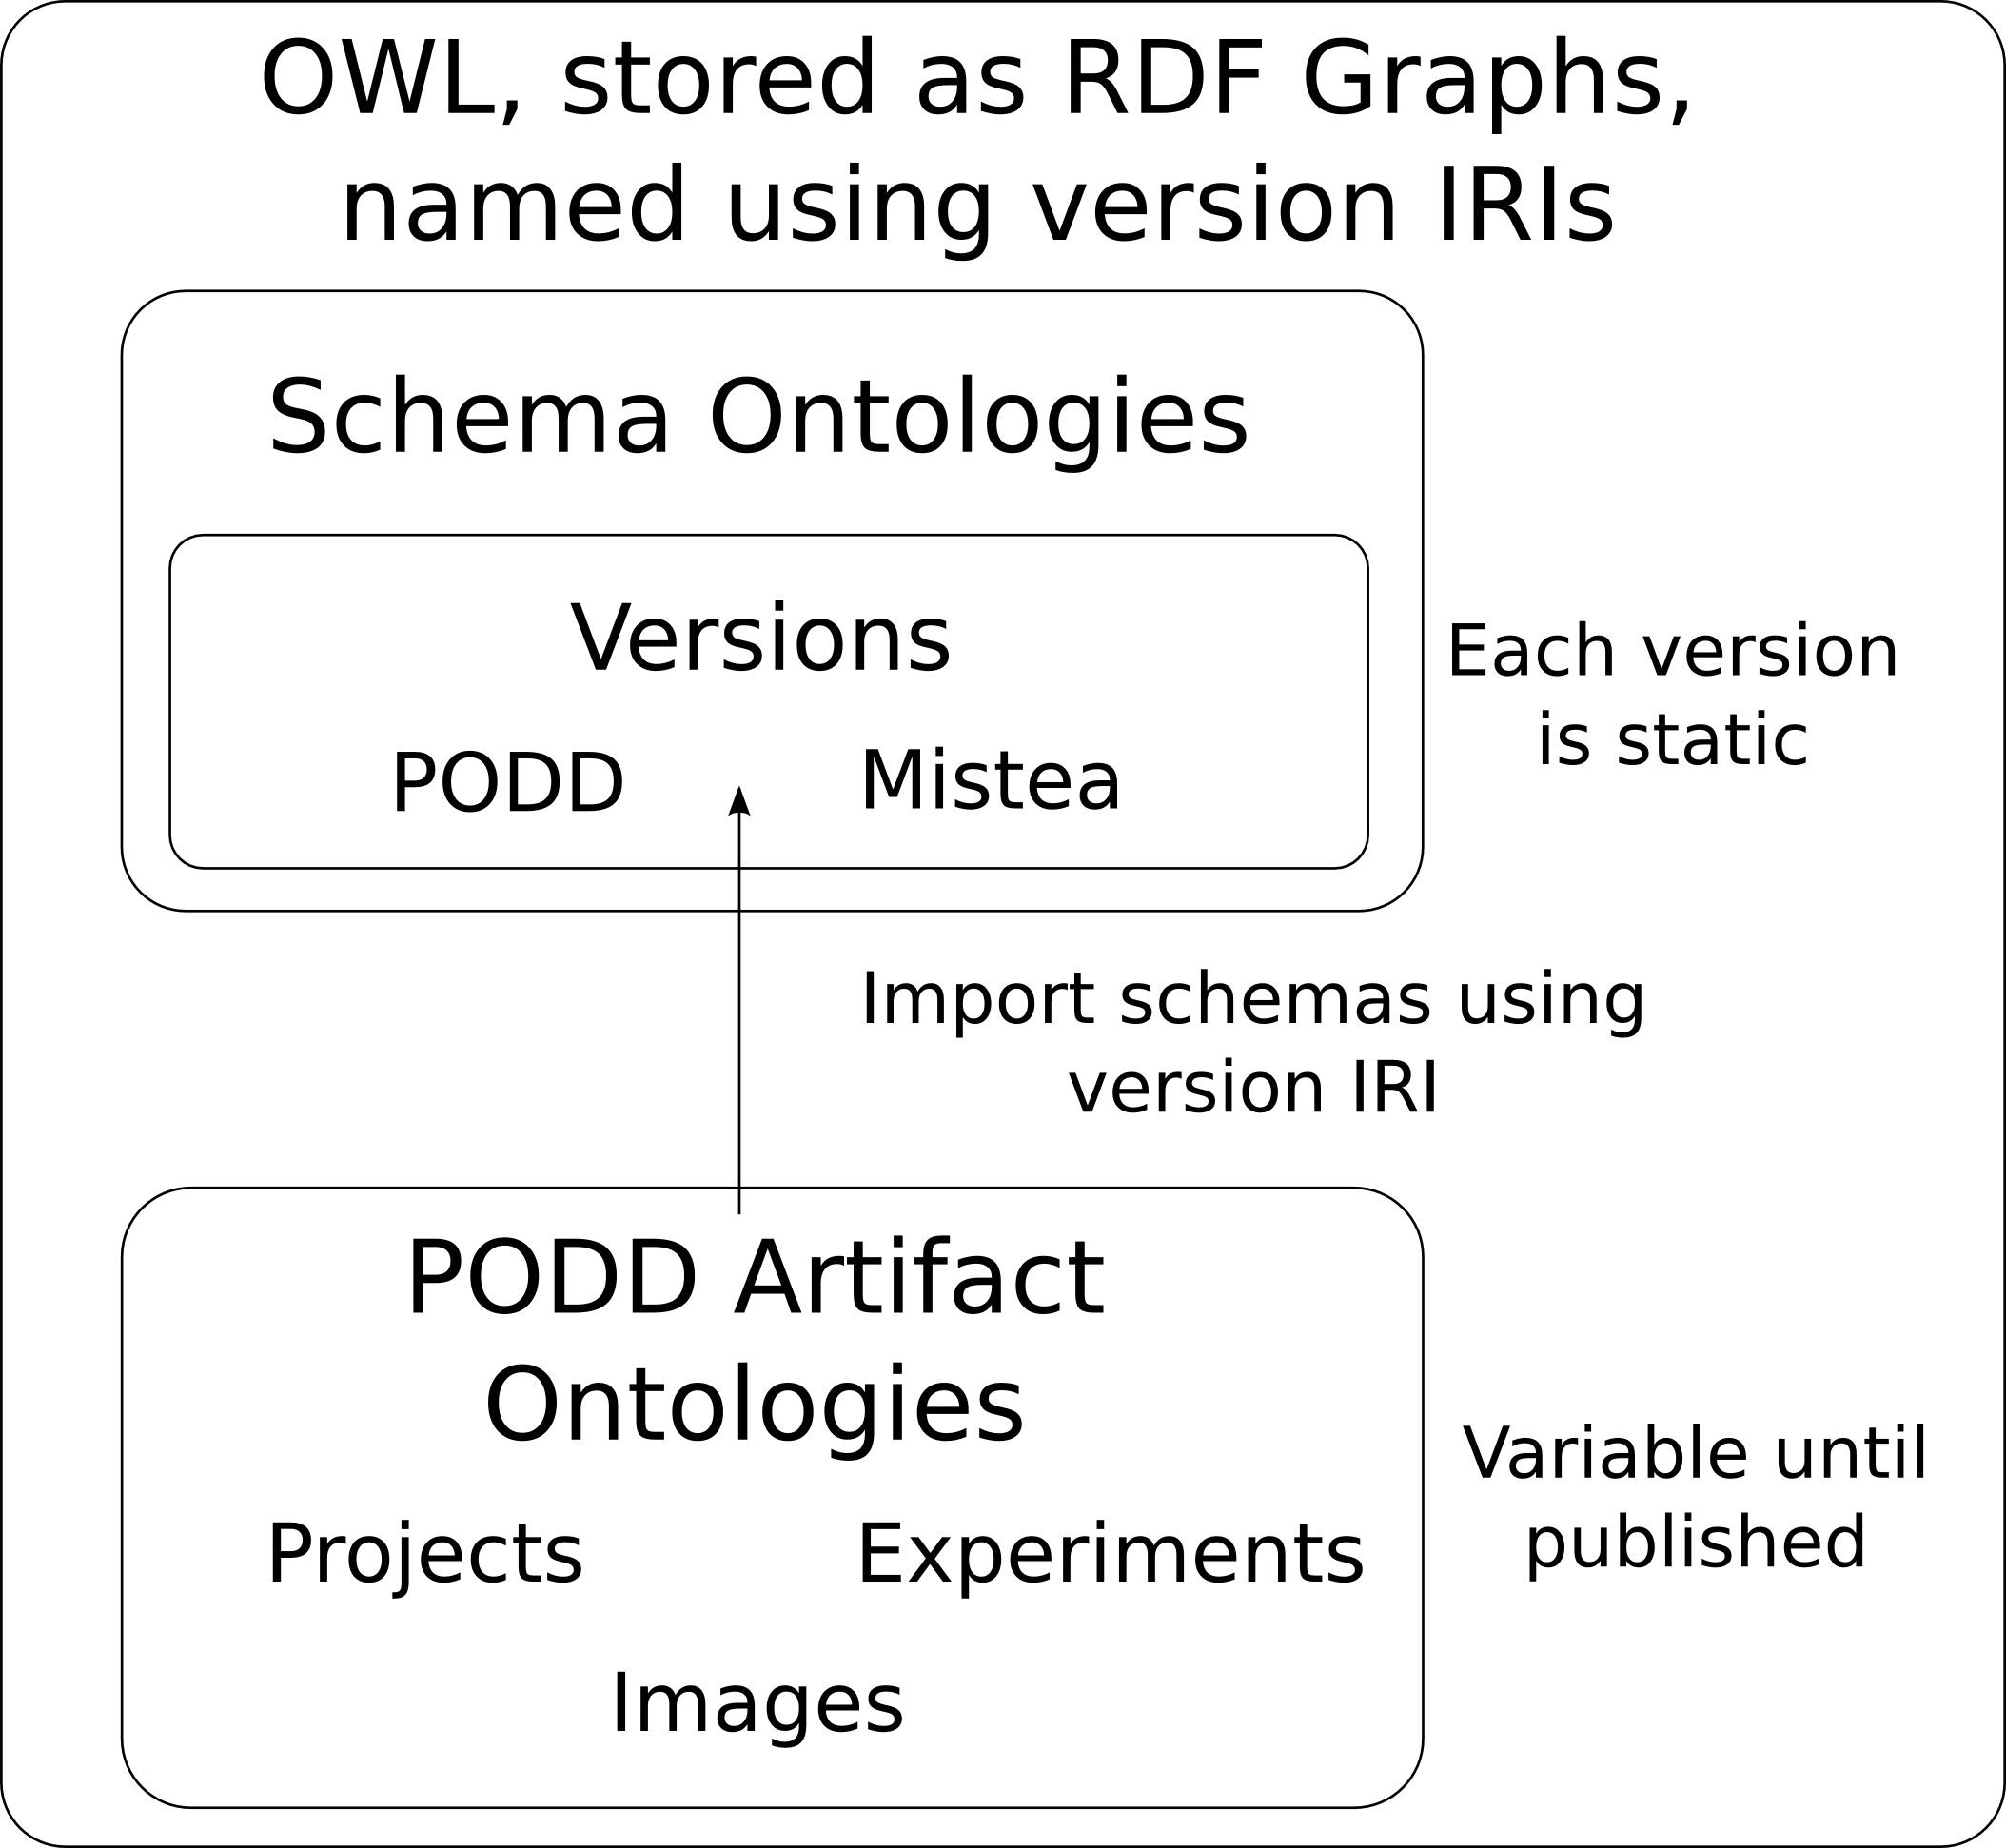 OWL, stored as RDF Graphs,
named using version IRIs
Schema Ontologies
Versions
PODD Mistea
Each version
is static
Import schemas using
version IRI
PODD Artifact
Ontologies
Projects Experiments
Images
Variable until
published